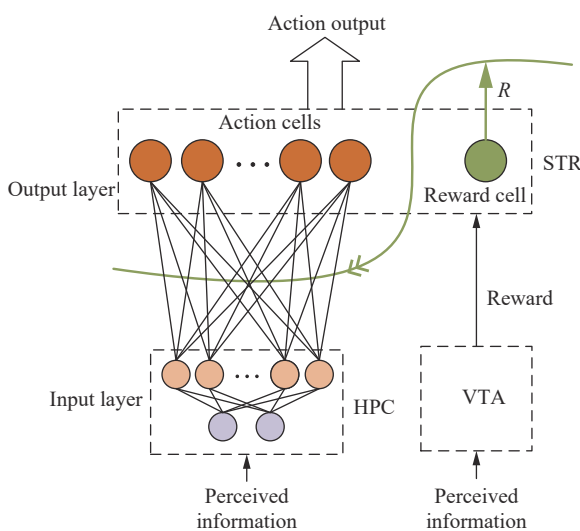 Action output
R
Action cells
...
STR
Output layer
Reward cell
Reward
...
Input layer
HPC
VTA
Perceived
information
Perceived
information